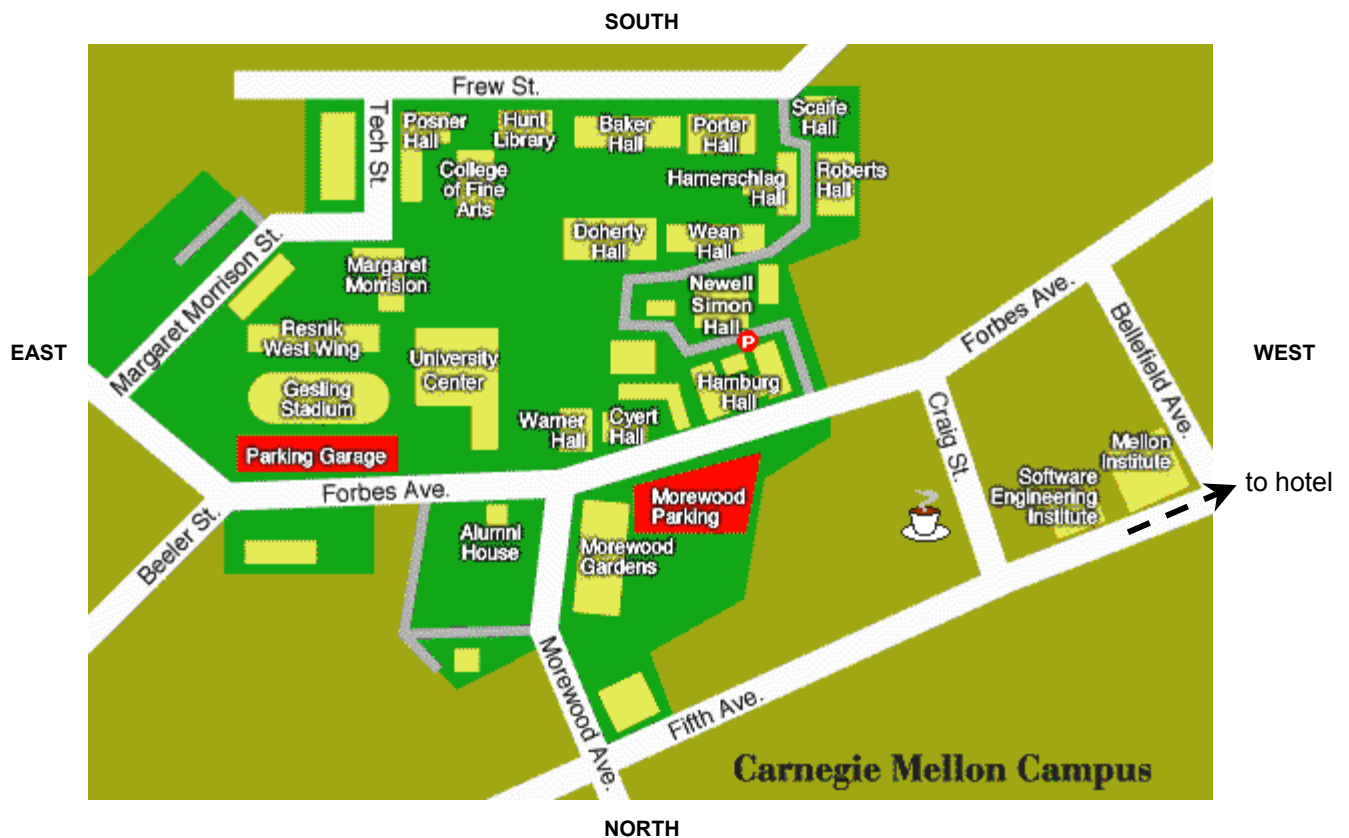 SOUTH
Frew St.
Tech St.
Posner
Hall
Hunt
Library
Baker
Hall
Porter
Hall
Scaife
Hall
College
of Fine
Arts
Hamerschlag
Hall
Roberts
Hall
Doherty
Hall
Wean
Hall
Margaret Morrison St.
Margaret
Morrision
Newell
Simon
Hall
P
Forbes Ave.
Bellefield Ave.
EAST
WEST
Resnik
West Wing
University
Center
Gesling
Stadium
Hamburg
Hall
Warner
Hall
Cyert
Hall
Craig St.
Parking Garage
Mellon
Institute
Software
Engineering
Institute
to hotel
Forbes Ave.
Morewood
Parking
Beeler St.
Alumni
House
Morewood
Gardens
Morewood Ave.
Fifth Ave.
Carnegie Mellon Campus
NORTH